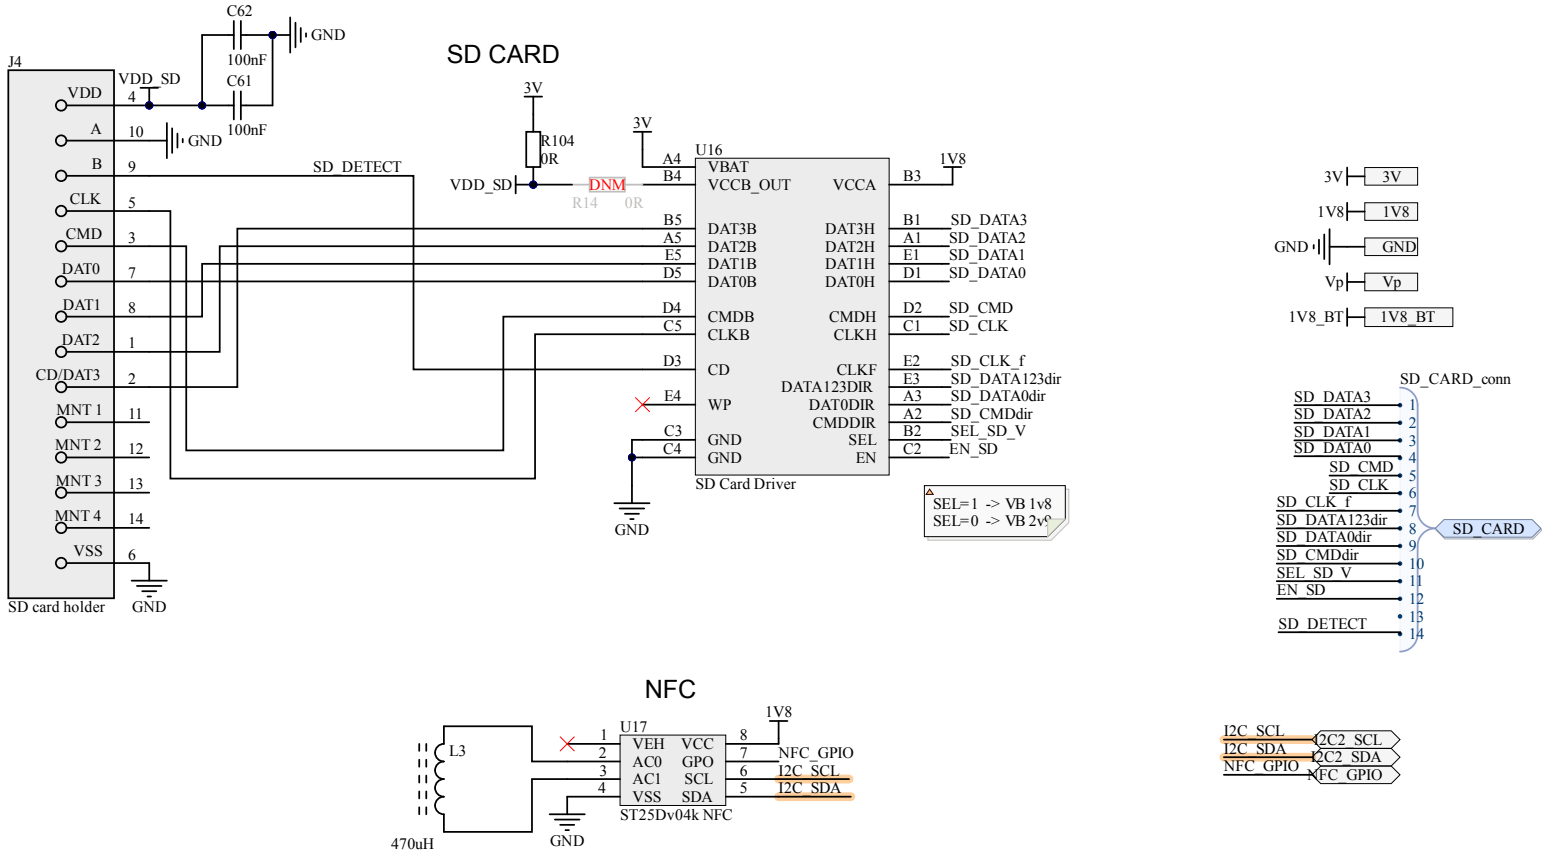 SD CARD
C62
100nF
GND
C61
100nF
VDD_SD
J4
VDD 4
A 10
GND
B 9
SD_DETECT
CLK 5
CMD 3
DAT0 7
DAT1 8
DAT2 1
CD/DAT3 2
MNT 1 11
MNT 2 12
MNT 3 13
MNT 4 14
VSS 6
GND
SD card holder
3V
R104
0R
VDD_SD
DNM
R14 0R
3V
U16
A4 VBAT
B4 VCCB_OUT
B5 DAT3B
A5 DAT2B
E5 DAT1B
D5 DAT0B
D4 CMDB
C5 CLKB
D3 CD
E4 WP
C3 GND
C4 GND
GND
1V8
VCCA B3
DAT3H B1 SD_DATA3
DAT2H A1 SD_DATA2
DAT1H E1 SD_DATA1
DAT0H D1 SD_DATA0
CMDH D2 SD_CMD
CLKH C1 SD_CLK
CLKF E2 SD_CLK_f
DATA123DIR E3 SD_DATA123dir
DAT0DIR A3 SD_DATA0dir
CMDDIR A2 SD_CMDdir
SEL B2 SEL_SD_V
EN C2 EN_SD
SD Card Driver
SEL=1 -> VB 1v8
SEL=0 -> VB 2v9
3V 3V
1V8 1V8
GND GND
Vp Vp
1V8_BT 1V8_BT
SD_CARD_conn
SD_DATA3 1
SD_DATA2 2
SD_DATA1 3
SD_DATA0 4
SD_CMD 5
SD_CLK 6
SD_CLK_f 7
SD_DATA123dir 8
SD_DATA0dir 9
SD_CMDdir 10
SEL_SD_V 11
EN_SD 12
13
SD_DETECT 14
SD_CARD
NFC
L3
470uH
U17
1 VEH VCC 8
1V8
2 AC0 GPO 7 NFC_GPIO
3 AC1 SCL 6 I2C_SCL
4 VSS SDA 5 I2C_SDA
ST25Dv04k NFC
GND
I2C_SCL I2C2_SCL
I2C_SDA I2C2_SDA
NFC_GPIO NFC_GPIO